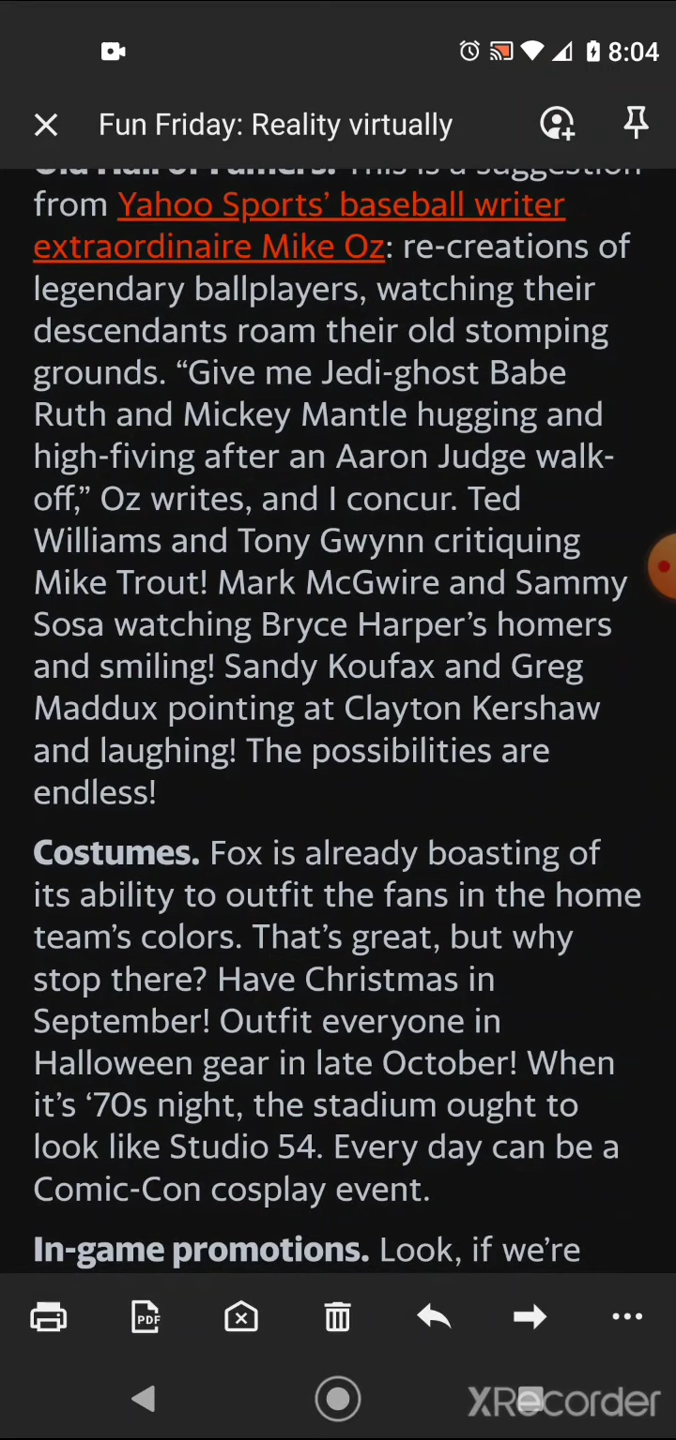 8:04
Fun Friday: Reality virtually
Old Hall of Famers. This is a suggestion
from Yahoo Sports’ baseball writer
extraordinaire Mike Oz: re-creations of
legendary ballplayers, watching their
descendants roam their old stomping
grounds. “Give me Jedi-ghost Babe
Ruth and Mickey Mantle hugging and
high-fiving after an Aaron Judge walk-
off,” Oz writes, and I concur. Ted
Williams and Tony Gwynn critiquing
Mike Trout! Mark McGwire and Sammy
Sosa watching Bryce Harper’s homers
and smiling! Sandy Koufax and Greg
Maddux pointing at Clayton Kershaw
and laughing! The possibilities are
endless!
Costumes. Fox is already boasting of
its ability to outfit the fans in the home
team’s colors. That’s great, but why
stop there? Have Christmas in
September! Outfit everyone in
Halloween gear in late October! When
it’s ‘70s night, the stadium ought to
look like Studio 54. Every day can be a
Comic-Con cosplay event.
In-game promotions. Look, if we’re
PDF
XRecorder